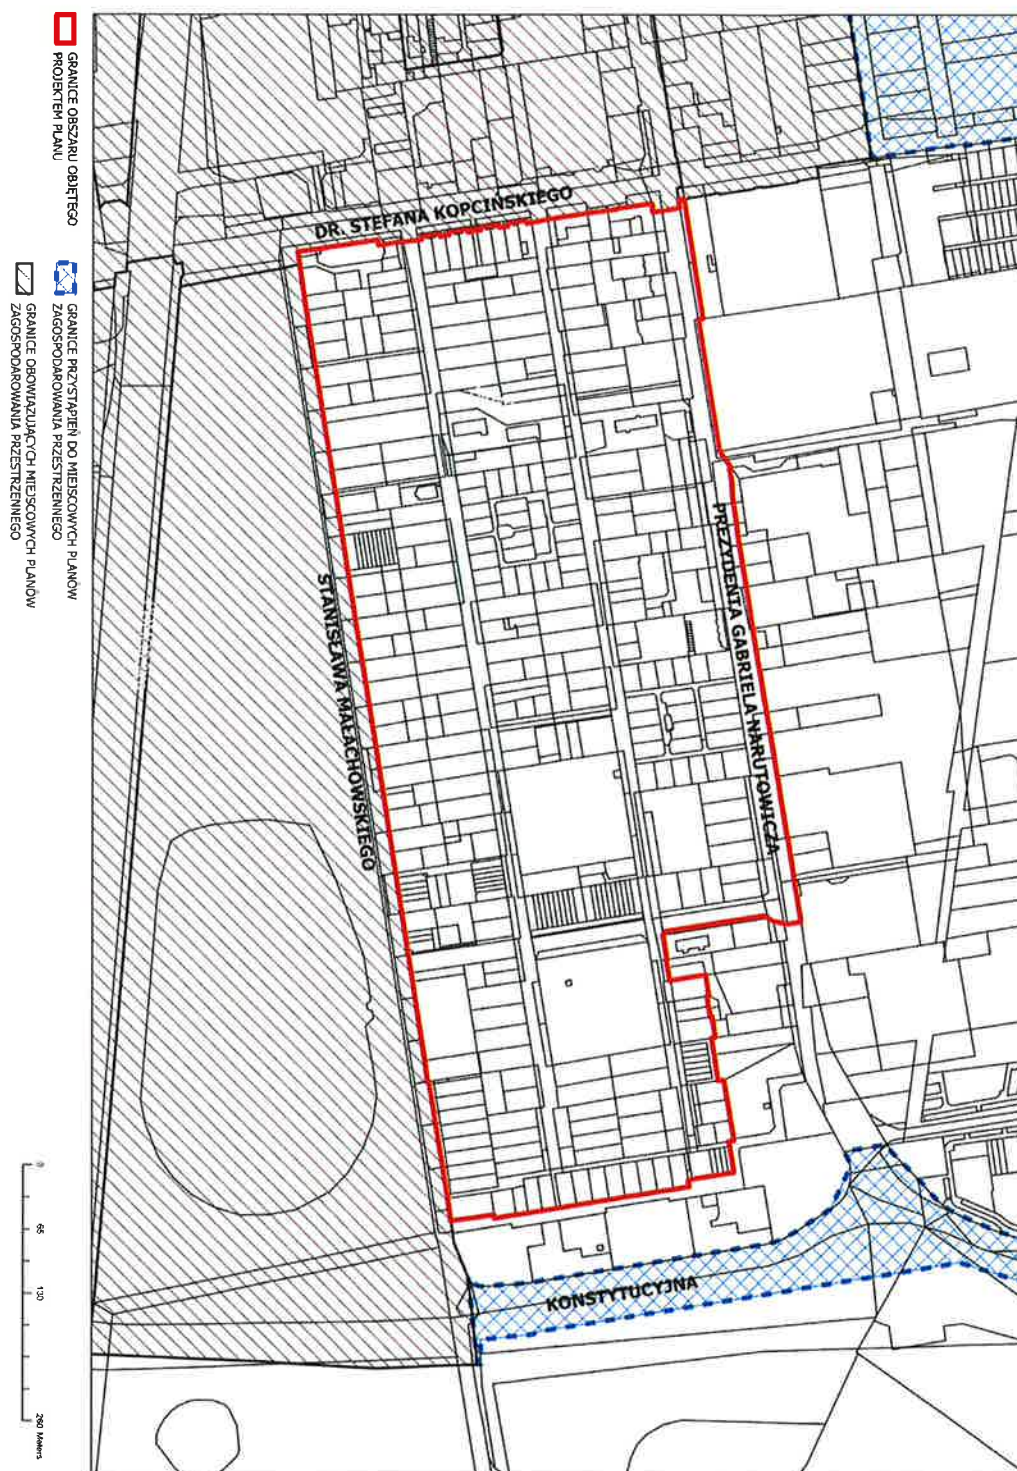 GRANICE OBSZARU OBJĘTEGO
PROJEKTEM PLANU
GRANICE PRZYSTĄPIEŃ DO MIEJSCOWYCH PLANÓW
ZAGOSPODAROWANIA PRZESTRZENNEGO
GRANICE OBOWIĄZUJĄCYCH MIEJSCOWYCH PLANÓW
ZAGOSPODAROWANIA PRZESTRZENNEGO
DR. STEFANA KOPCIŃSKIEGO
PREZYDENTA GABRIELA NARUTOWICZA
STANISŁAWA MAŁACHOWSKIEGO
KONSTYTUCYJNA
0 65 130 260 Meters